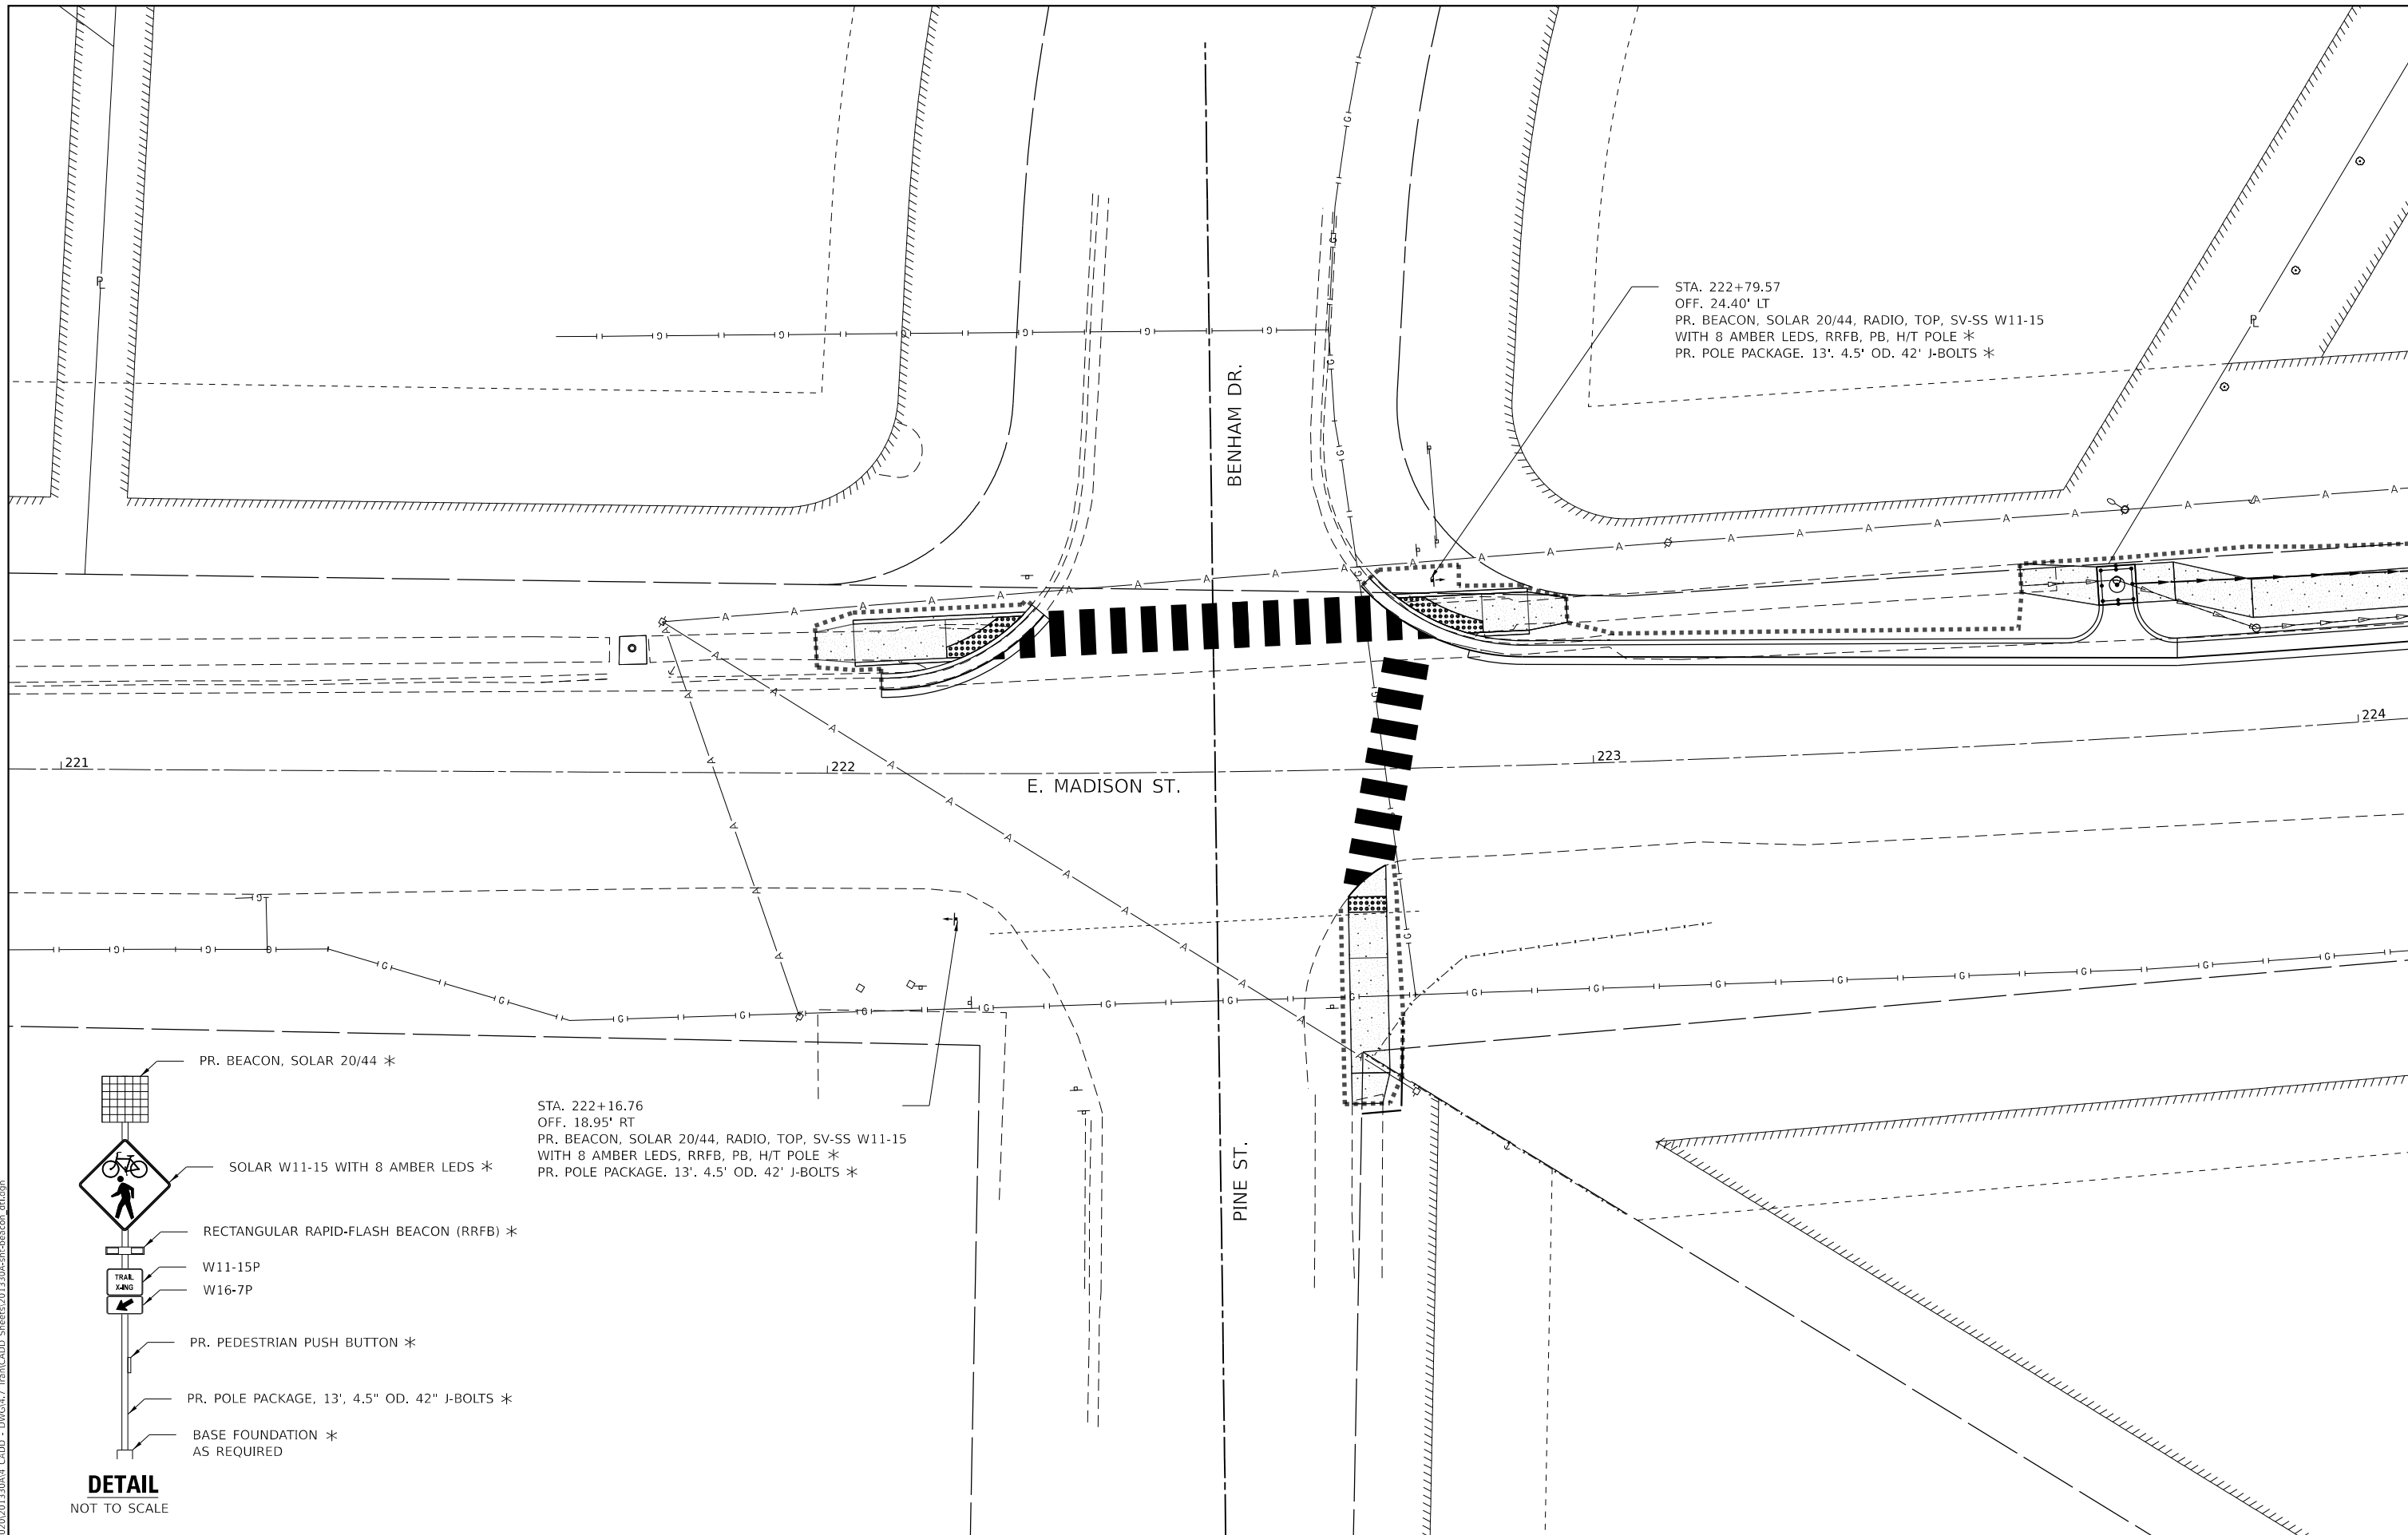 STA. 222+79.57
OFF. 24.40' LT
PR. BEACON, SOLAR 20/44, RADIO, TOP, SV-SS W11-15
WITH 8 AMBER LEDS, RRFB, PB, H/T POLE *
PR. POLE PACKAGE. 13'. 4.5' OD. 42' J-BOLTS *
BENHAM DR.
221
222
223
224
E. MADISON ST.
PINE ST.
STA. 222+16.76
OFF. 18.95' RT
PR. BEACON, SOLAR 20/44, RADIO, TOP, SV-SS W11-15
WITH 8 AMBER LEDS, RRFB, PB, H/T POLE *
PR. POLE PACKAGE. 13'. 4.5' OD. 42' J-BOLTS *
PR. BEACON, SOLAR 20/44 *
SOLAR W11-15 WITH 8 AMBER LEDS *
RECTANGULAR RAPID-FLASH BEACON (RRFB) *
TRAIL
X-ING
W11-15P
W16-7P
PR. PEDESTRIAN PUSH BUTTON *
PR. POLE PACKAGE, 13', 4.5" OD. 42" J-BOLTS *
BASE FOUNDATION *
AS REQUIRED
DETAIL
NOT TO SCALE